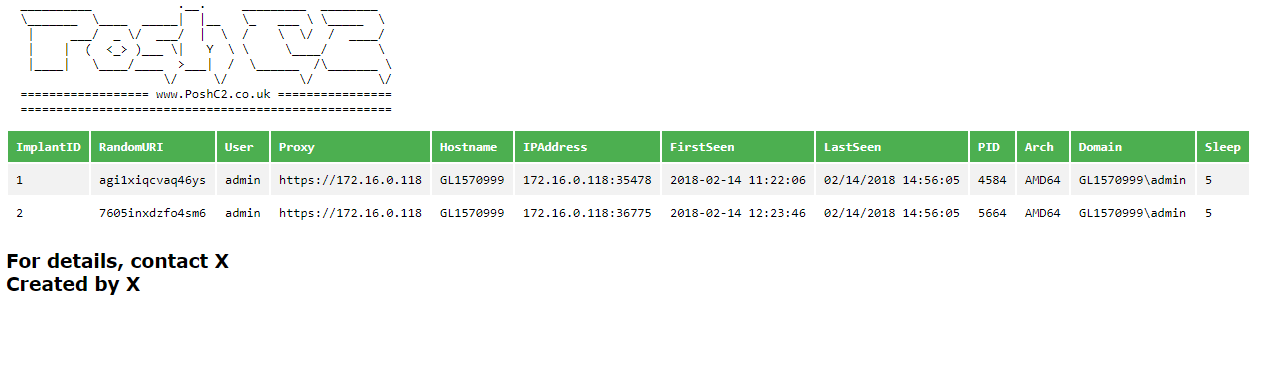 ================== www.PoshC2.co.uk ================
ImplantID RandomURI User Proxy Hostname IPAddress FirstSeen LastSeen PID Arch Domain Sleep
1 agi1xiqcvaq46ys admin https://172.16.0.118 GL1570999 172.16.0.118:35478 2018-02-14 11:22:06 02/14/2018 14:56:05 4584 AMD64 GL1570999\admin 5
2 7605inxdzfo4sm6 admin https://172.16.0.118 GL1570999 172.16.0.118:36775 2018-02-14 12:23:46 02/14/2018 14:56:05 5664 AMD64 GL1570999\admin 5
For details, contact X
Created by X